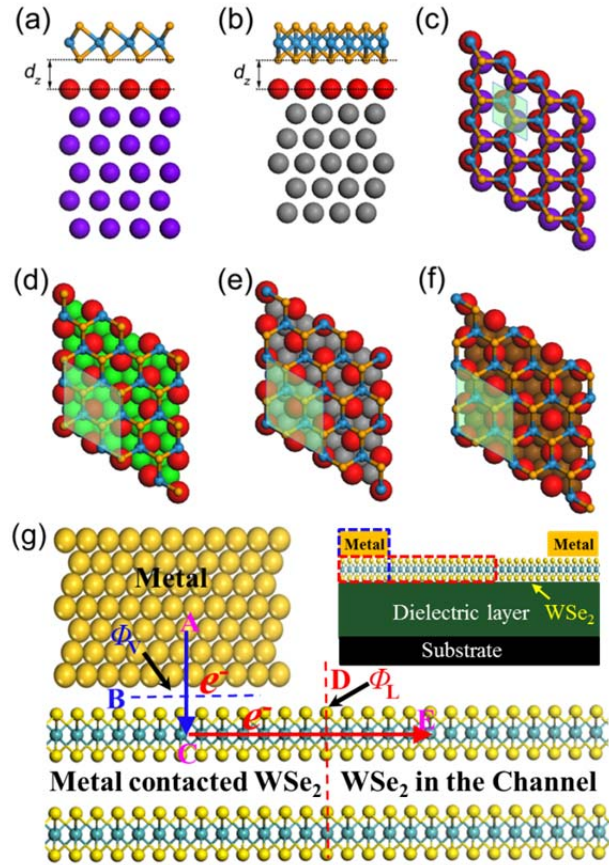 (a)
(b)
(c)
d_z
d_z
(d)
(e)
(f)
(g)
Metal
Metal
Metal
WSe₂
Dielectric layer
Substrate
A
Φ_V
B
e⁻
D
Φ_L
e⁻
C
E
Metal contacted WSe₂
WSe₂ in the Channel